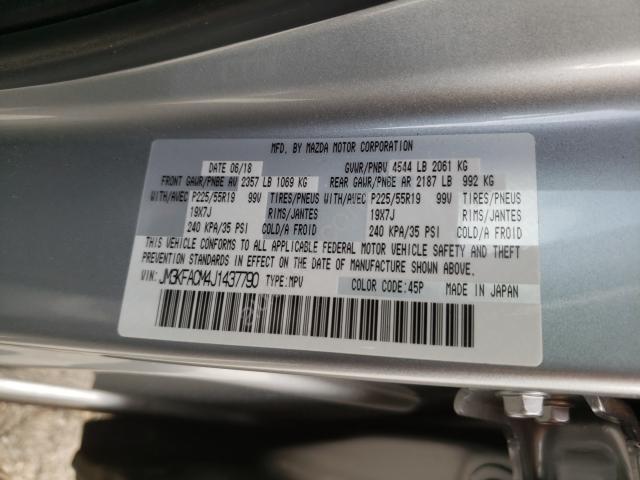 MFD. BY MAZDA MOTOR CORPORATION
DATE 06/18 GVWR/PNBV 4544 LB 2061 KG
FRONT GAWR/PNBE AV 2357 LB 1069 KG REAR GAWR/PNBE AR 2187 LB 992 KG
WITH/AVEC P225/55R19 99V TIRES/PNEUS WITH/AVEC P225/55R19 99V TIRES/PNEUS
19X7J RIMS/JANTES 19X7J RIMS/JANTES
240 KPA/35 PSI COLD/A FROID 240 KPA/35 PSI COLD/A FROID
THIS VEHICLE CONFORMS TO ALL APPLICABLE FEDERAL MOTOR VEHICLE SAFETY AND THEFT
PREVENTION STANDARDS IN EFFECT ON THE DATE OF MANUFACTURE SHOWN ABOVE.
VIN: JM3KFACM4J1437790 TYPE: MPV COLOR CODE: 45P MADE IN JAPAN